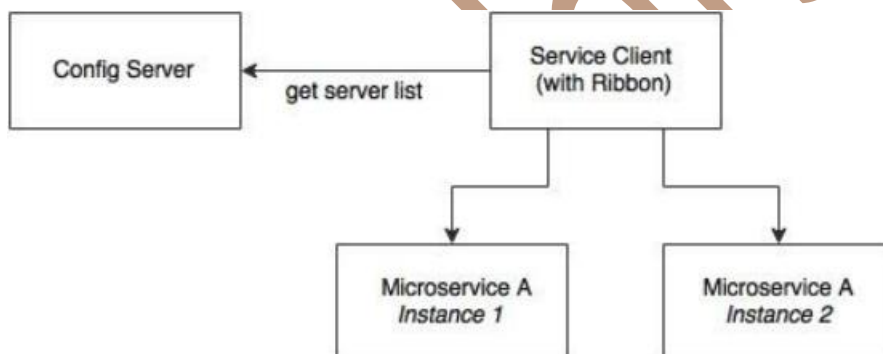 Config Server
Service Client
(with Ribbon)
get server list
Microservice A
Instance 1
Microservice A
Instance 2